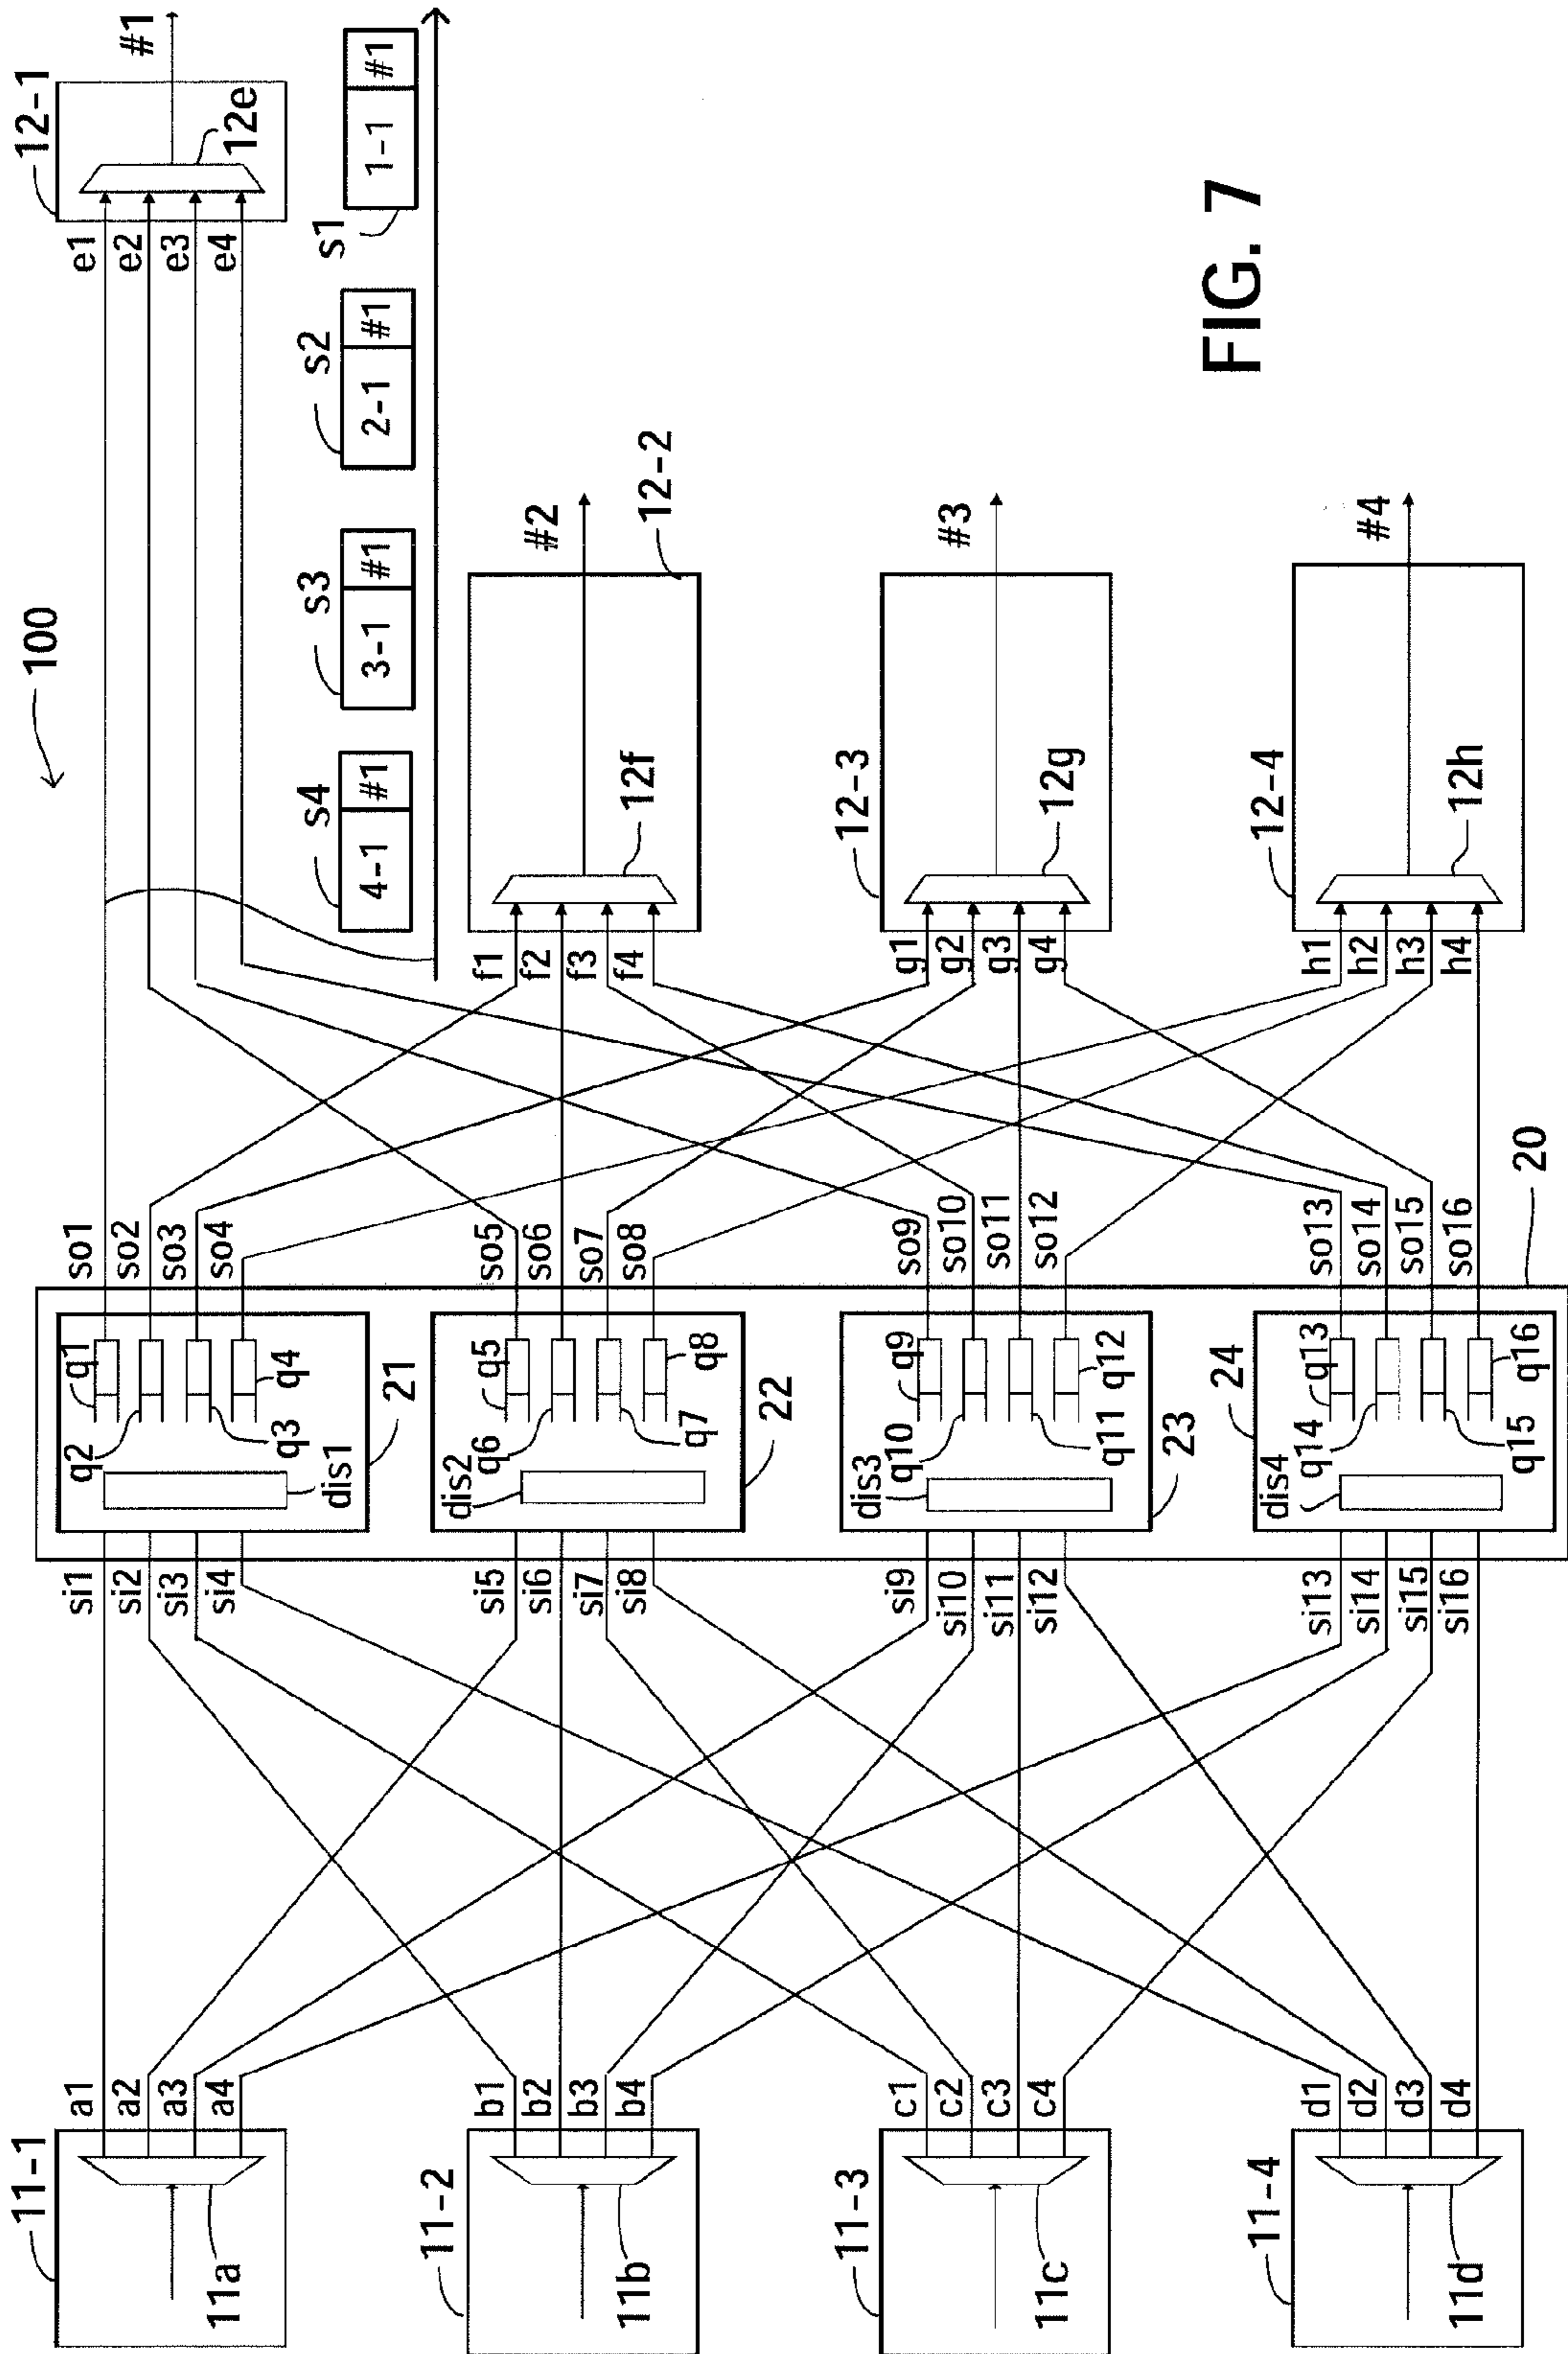 100
11-1
11a
a1
a2
a3
a4
11-2
11b
b1
b2
b3
b4
11-3
11c
c1
c2
c3
c4
11-4
11d
d1
d2
d3
d4
si1
si2
si3
si4
si5
si6
si7
si8
si9
si10
si11
si12
si13
si14
si15
si16
dis1
q1
q2
q3
q4
21
dis2
q5
q6
q7
q8
22
dis3
q9
q10
q11
q12
23
dis4
q13
q14
q15
q16
24
20
so1
so2
so3
so4
so5
so6
so7
so8
so9
so10
so11
so12
so13
so14
so15
so16
e1
e2
e3
e4
12-1
12e
#1
s4
4-1 #1
s3
3-1 #1
s2
2-1 #1
s1
1-1 #1
f1
f2
f3
f4
12f
12-2
#2
g1
g2
g3
g4
12-3
12g
#3
h1
h2
h3
h4
12-4
12h
#4
FIG. 7